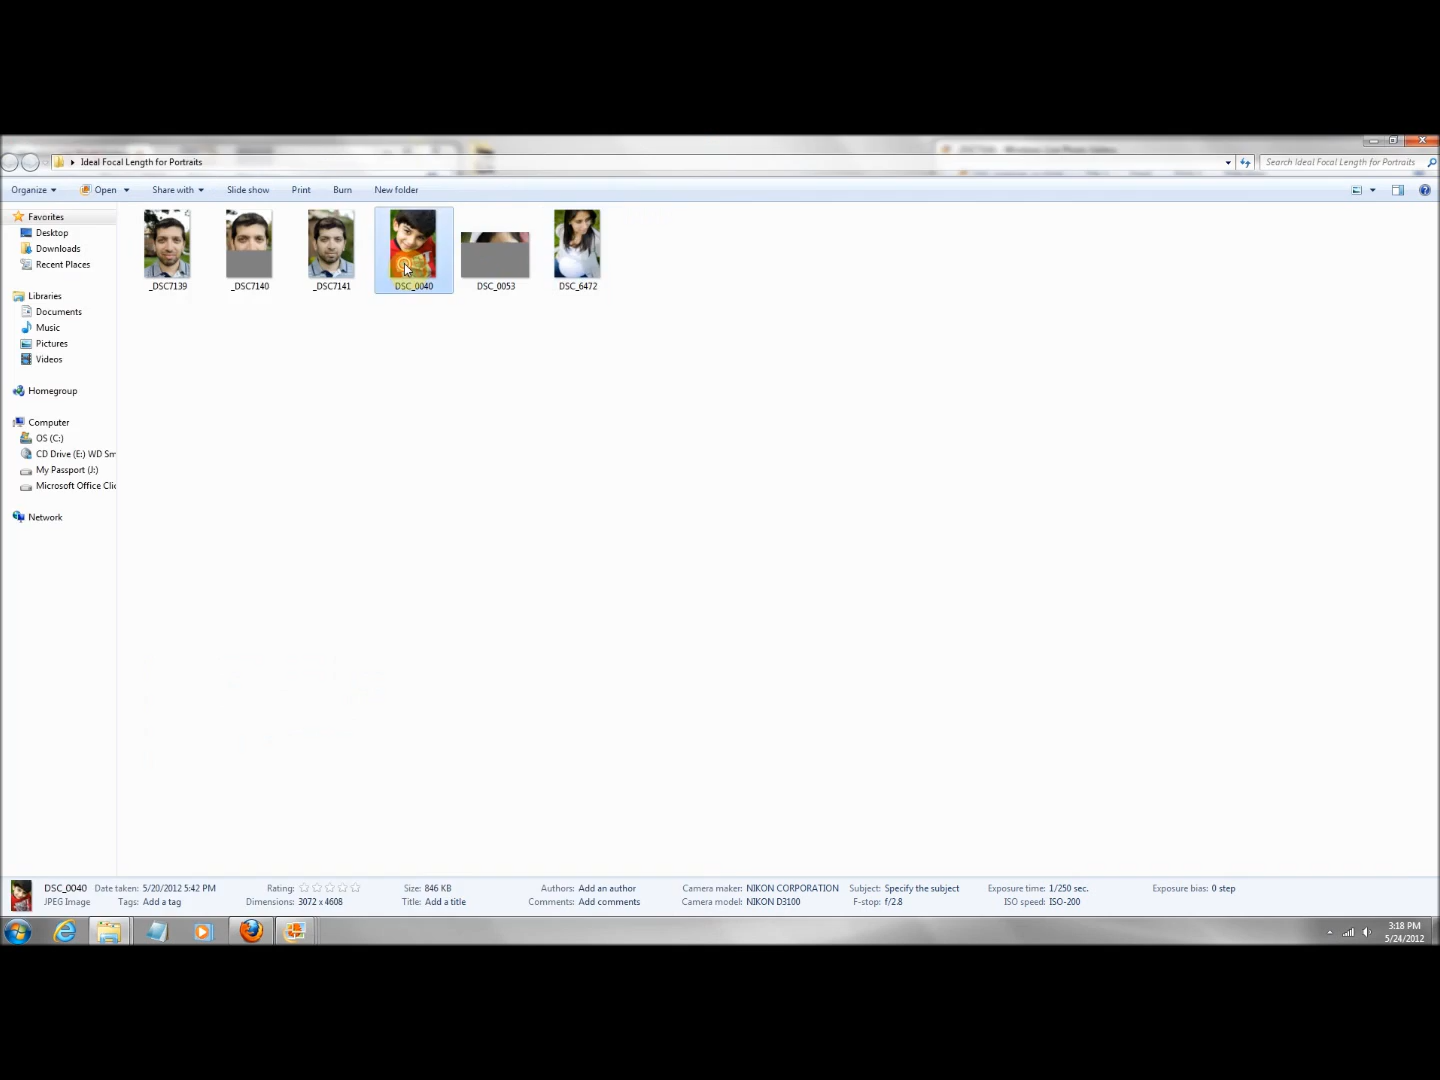 Ideal Focal Length for Portraits
Search Ideal Focal Length for Portraits
Organize Open Share with Slide show Print Burn New folder
Favorites
Desktop
Downloads
Recent Places
Libraries
Documents
Music
Pictures
Videos
Homegroup
Computer
OS (C:)
CD Drive (E:) WD Sm
My Passport (J:)
Microsoft Office Clic
Network
_DSC7139 _DSC7140 _DSC7141 DSC_0040 DSC_0053 DSC_6472
DSC_0040 Date taken: 5/20/2012 5:42 PM Rating: Size: 846 KB Authors: Add an author Camera maker: NIKON CORPORATION Subject: Specify the subject Exposure time: 1/250 sec. Exposure bias: 0 step
JPEG Image Tags: Add a tag Dimensions: 3072 x 4608 Title: Add a title Comments: Add comments Camera model: NIKON D3100 F-stop: f/2.8 ISO speed: ISO-200
3:18 PM
5/24/2012